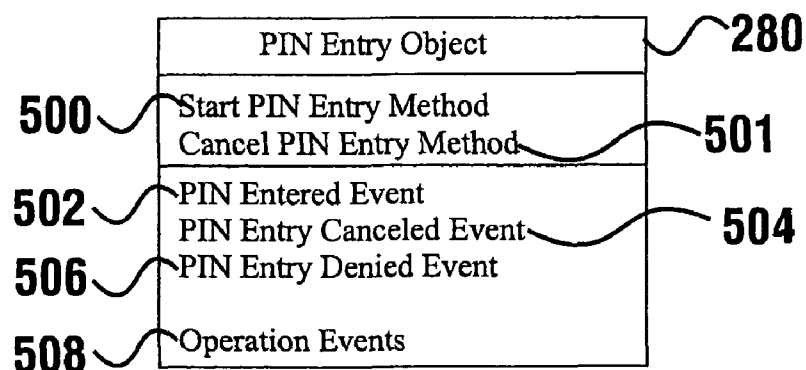 PIN Entry Object 280
500 Start PIN Entry Method
Cancel PIN Entry Method 501
502 PIN Entered Event
PIN Entry Canceled Event 504
506 PIN Entry Denied Event
508 Operation Events